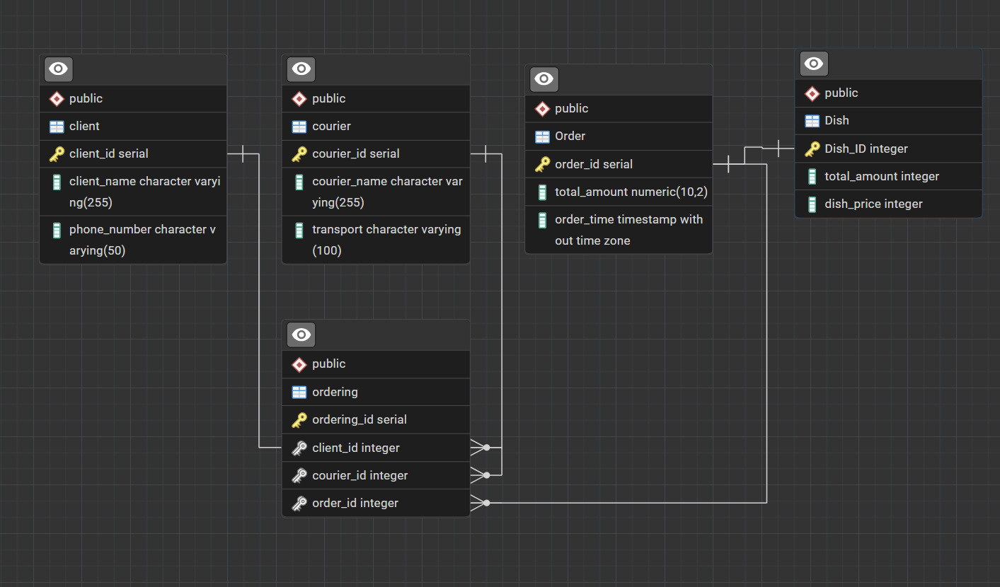 public
client
client_id serial
client_name character varyi
ng(255)
phone_number character v
arying(50)
public
courier
courier_id serial
courier_name character var
ying(255)
transport character varying
(100)
public
Order
order_id serial
total_amount numeric(10,2)
order_time timestamp with
out time zone
public
Dish
Dish_ID integer
total_amount integer
dish_price integer
public
ordering
ordering_id serial
client_id integer
courier_id integer
order_id integer